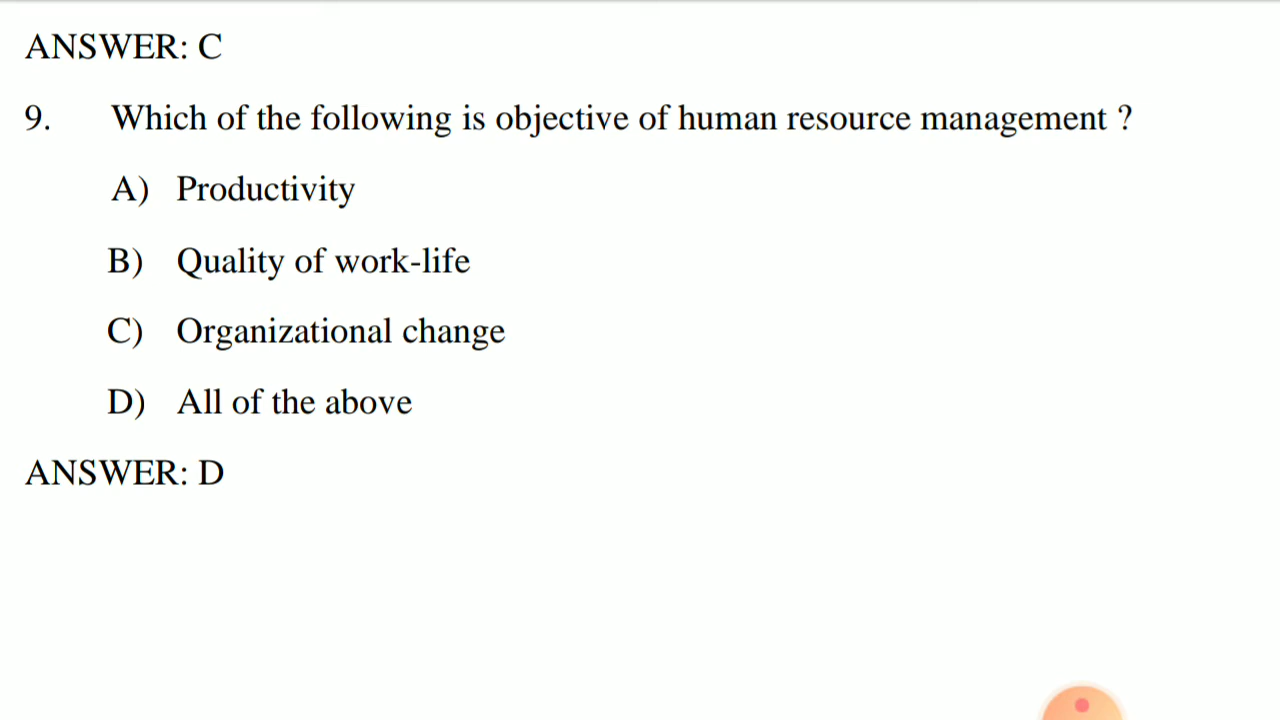 ANSWER: C
9. Which of the following is objective of human resource management ?
A) Productivity
B) Quality of work-life
C) Organizational change
D) All of the above
ANSWER: D